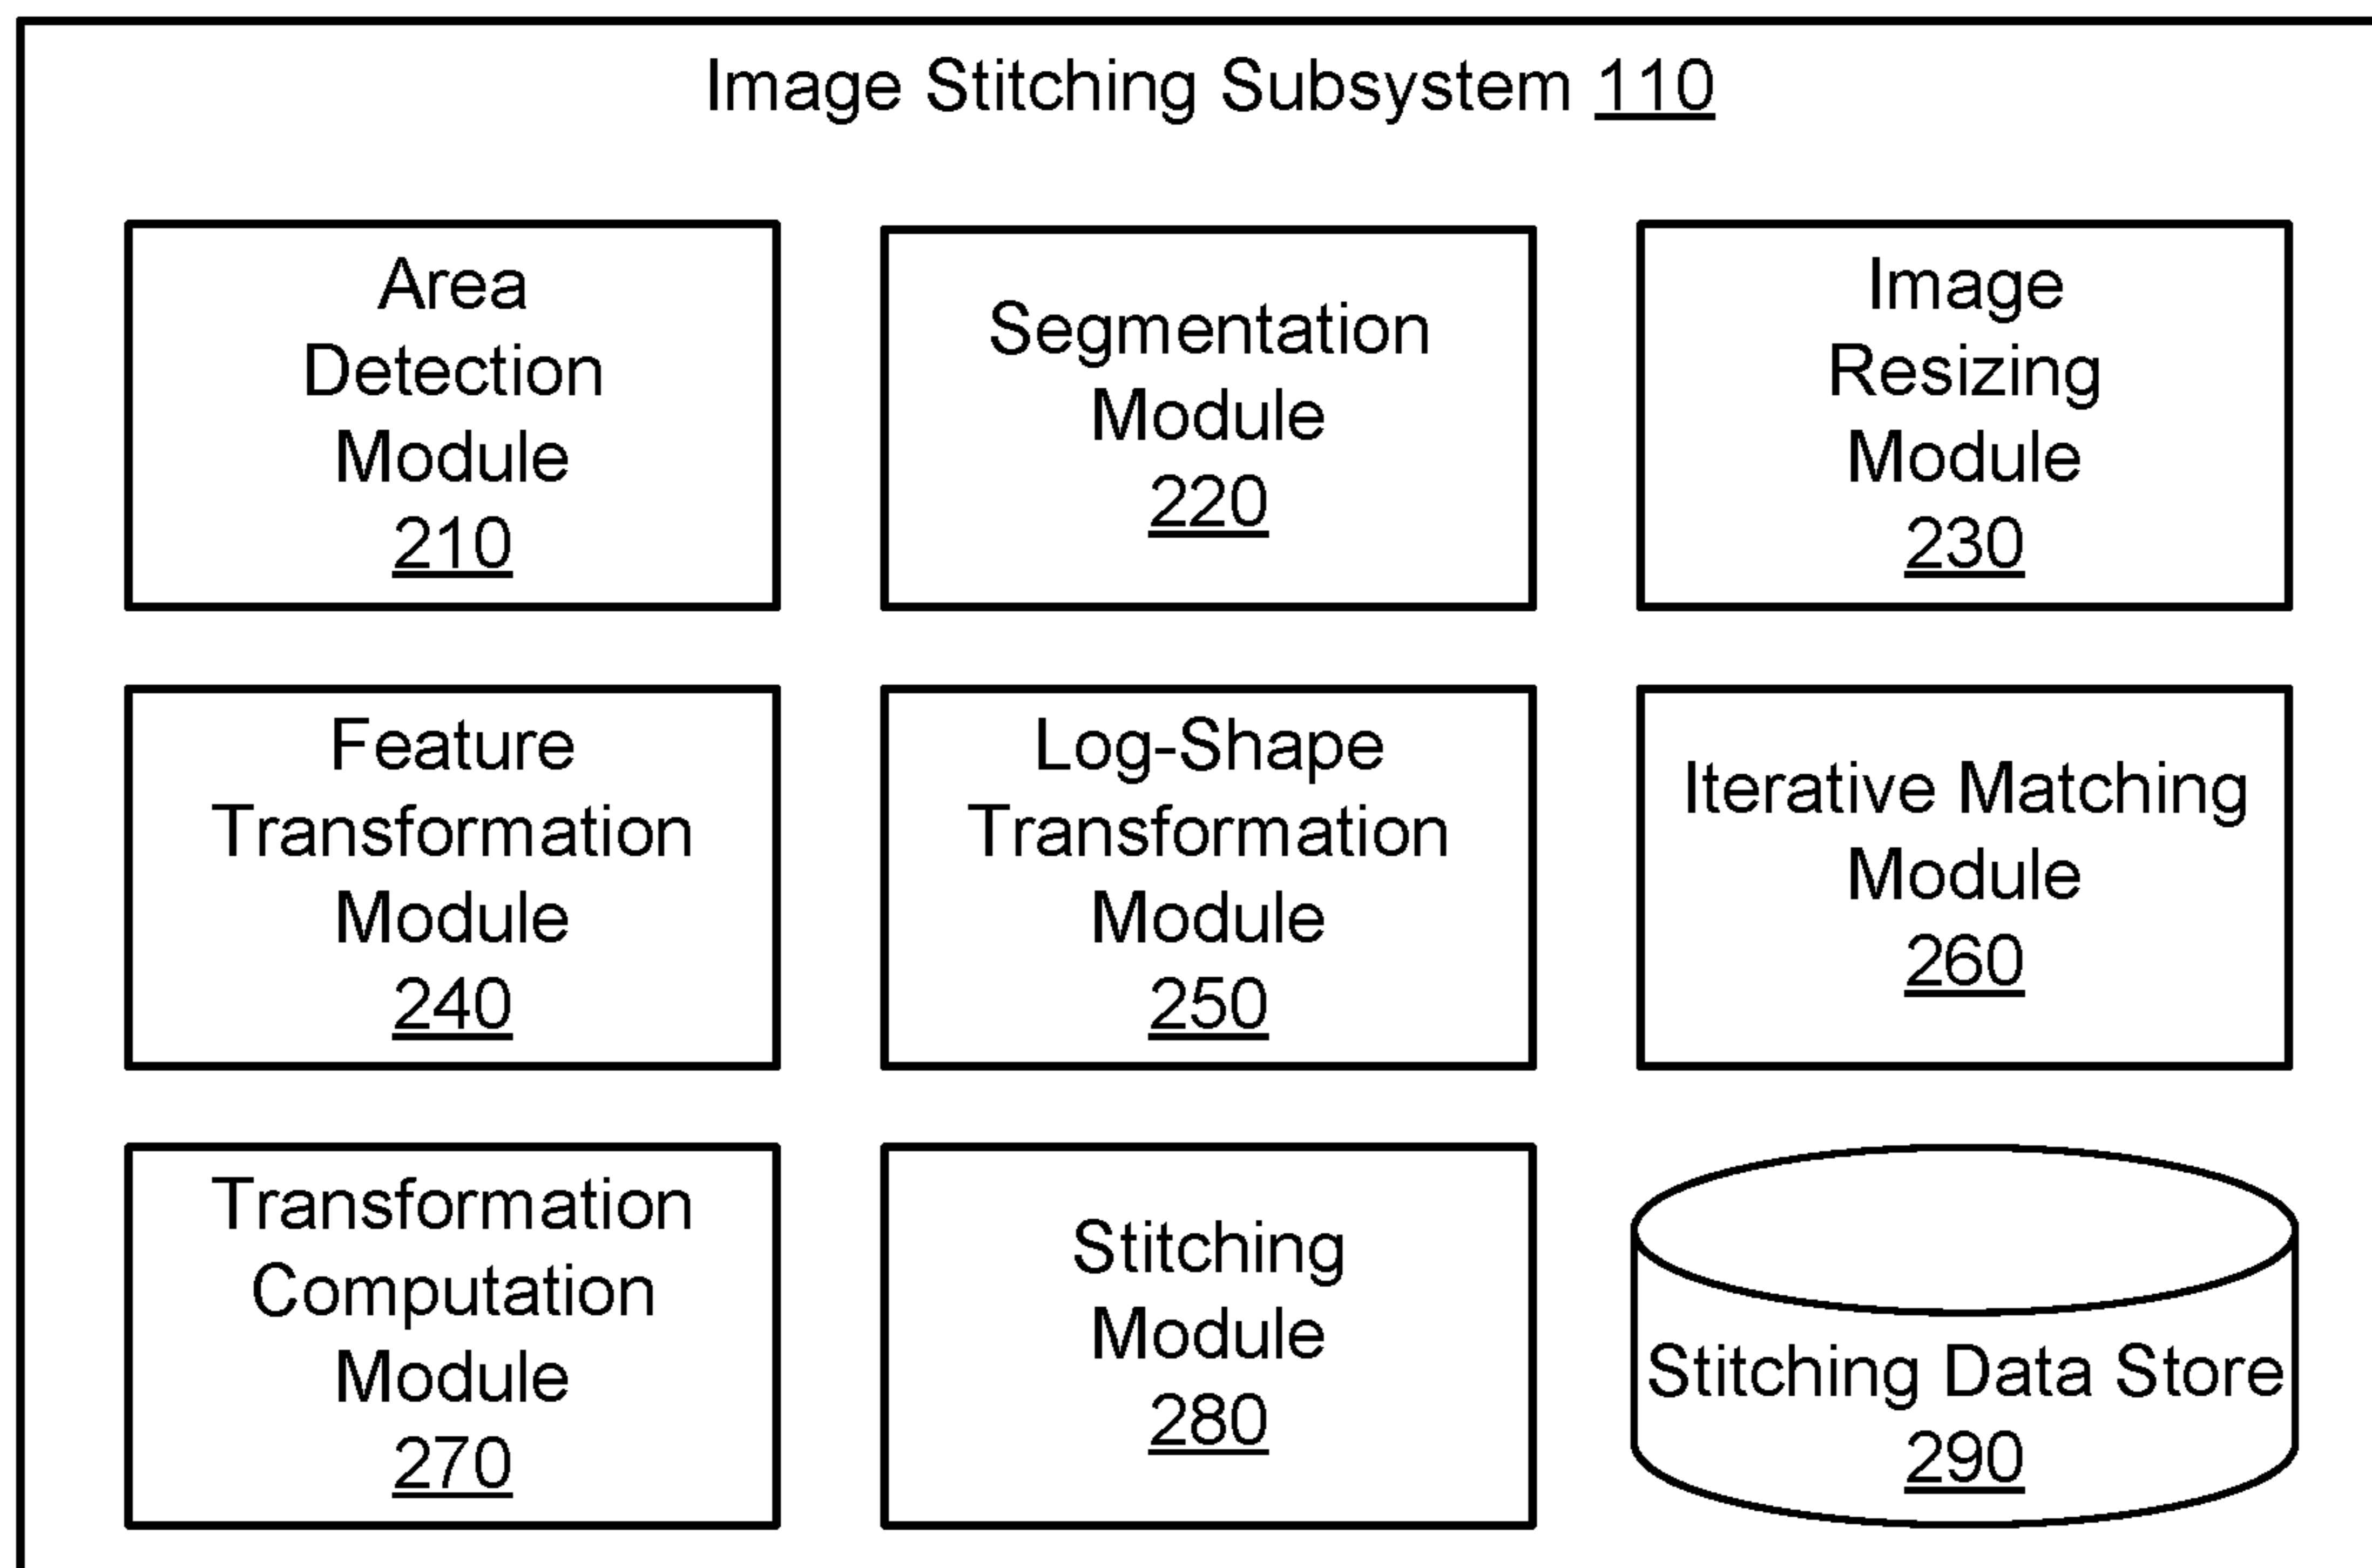 Image Stitching Subsystem 110
Area
Detection
Module
210
Segmentation
Module
220
Image
Resizing
Module
230
Feature
Transformation
Module
240
Log-Shape
Transformation
Module
250
Iterative Matching
Module
260
Transformation
Computation
Module
270
Stitching
Module
280
Stitching Data Store
290